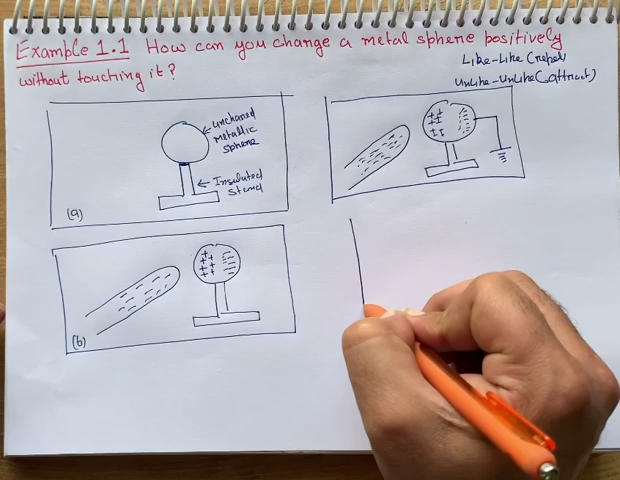 Example 1.1 How can you change a metal sphere positively
without touching it?
Like-Like (repel)
Unlike-Unlike (attract)
uncharged
Metallic
Sphere
Insulated
Stand
(a)
(b)